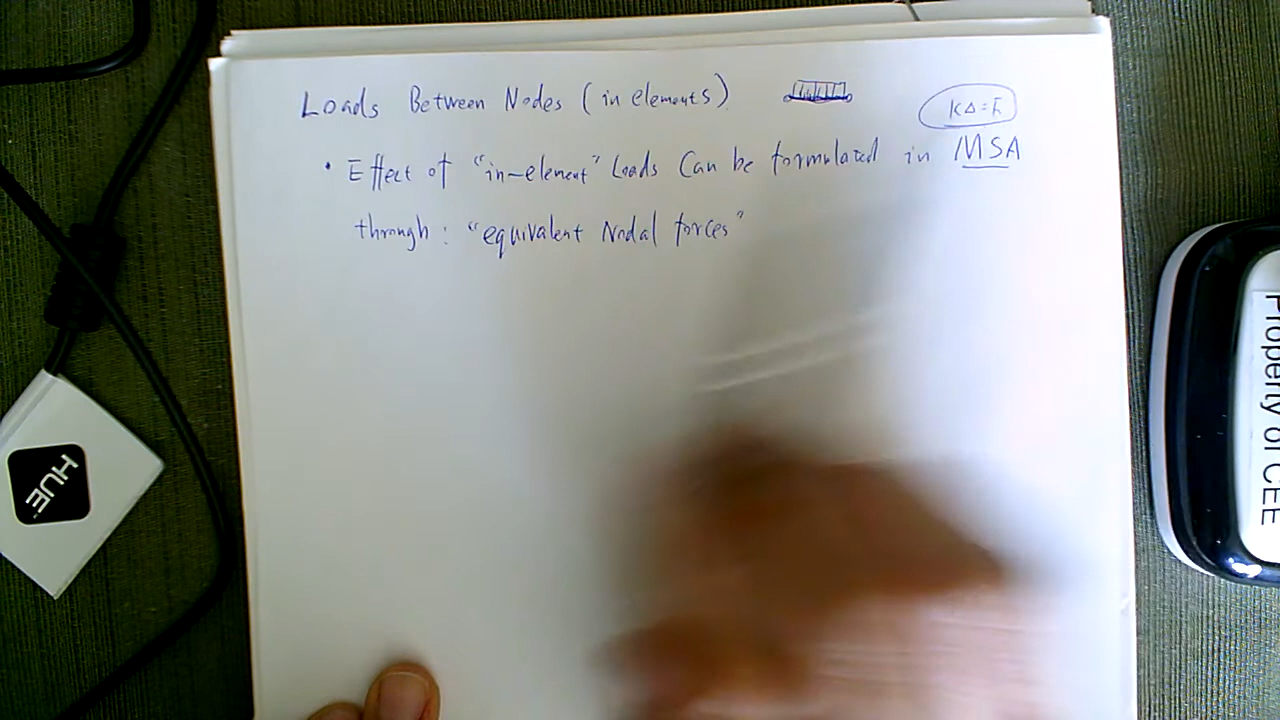 Loads Between Nodes (in elements)
KΔ=F
• Effect of "in-element" Loads Can be formulated in MSA
through: "equivalent Nodal forces"
HUE
Property of CEE